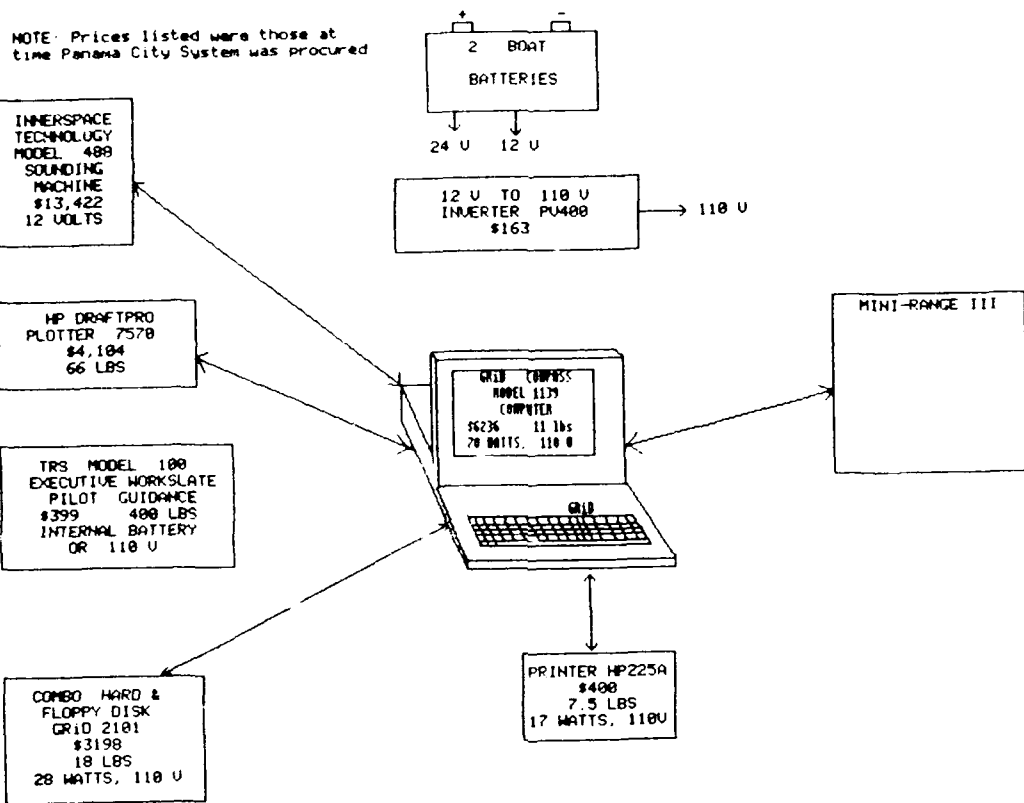 NOTE: Prices listed were those at
time Panama City System was procured
+ -
2 BOAT
BATTERIES
24 V 12 V
12 V TO 110 V
INVERTER PV400
$163
110 V
INNERSPACE
TECHNOLOGY
MODEL 480
SOUNDING
MACHINE
$13,422
12 VOLTS
HP DRAFTPRO
PLOTTER 7570
$4,104
66 LBS
MINI-RANGE III
GRiD COMPASS
MODEL 1139
COMPUTER
$6236 11 lbs
70 WATTS, 110 V
GRiD
TRS MODEL 100
EXECUTIVE WORKSLATE
PILOT GUIDANCE
$399 400 LBS
INTERNAL BATTERY
OR 110 V
COMBO HARD &
FLOPPY DISK
GRiD 2101
$3198
18 LBS
28 WATTS, 110 V
PRINTER HP225A
$400
7.5 LBS
17 WATTS, 110V